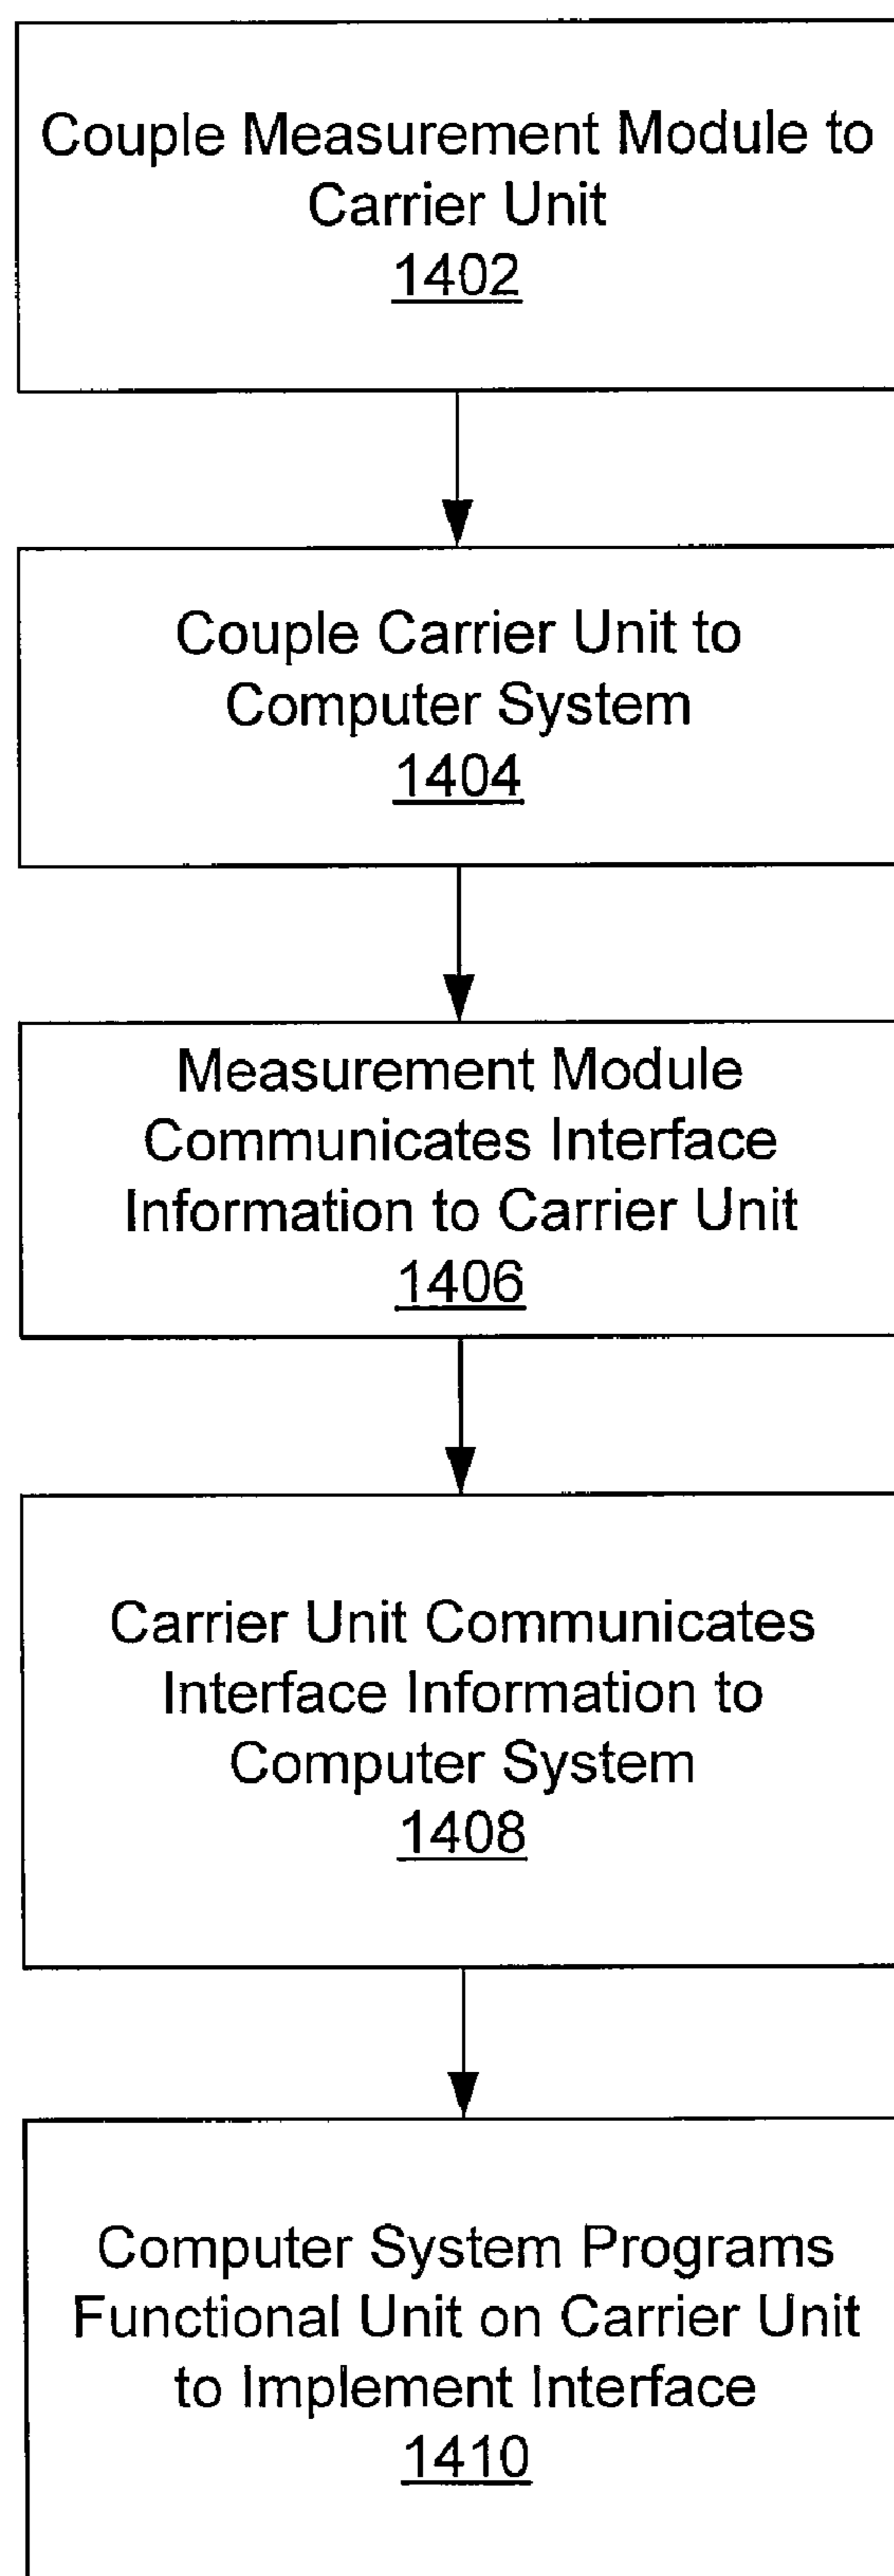 Couple Measurement Module to
Carrier Unit
1402
Couple Carrier Unit to
Computer System
1404
Measurement Module
Communicates Interface
Information to Carrier Unit
1406
Carrier Unit Communicates
Interface Information to
Computer System
1408
Computer System Programs
Functional Unit on Carrier Unit
to Implement Interface
1410